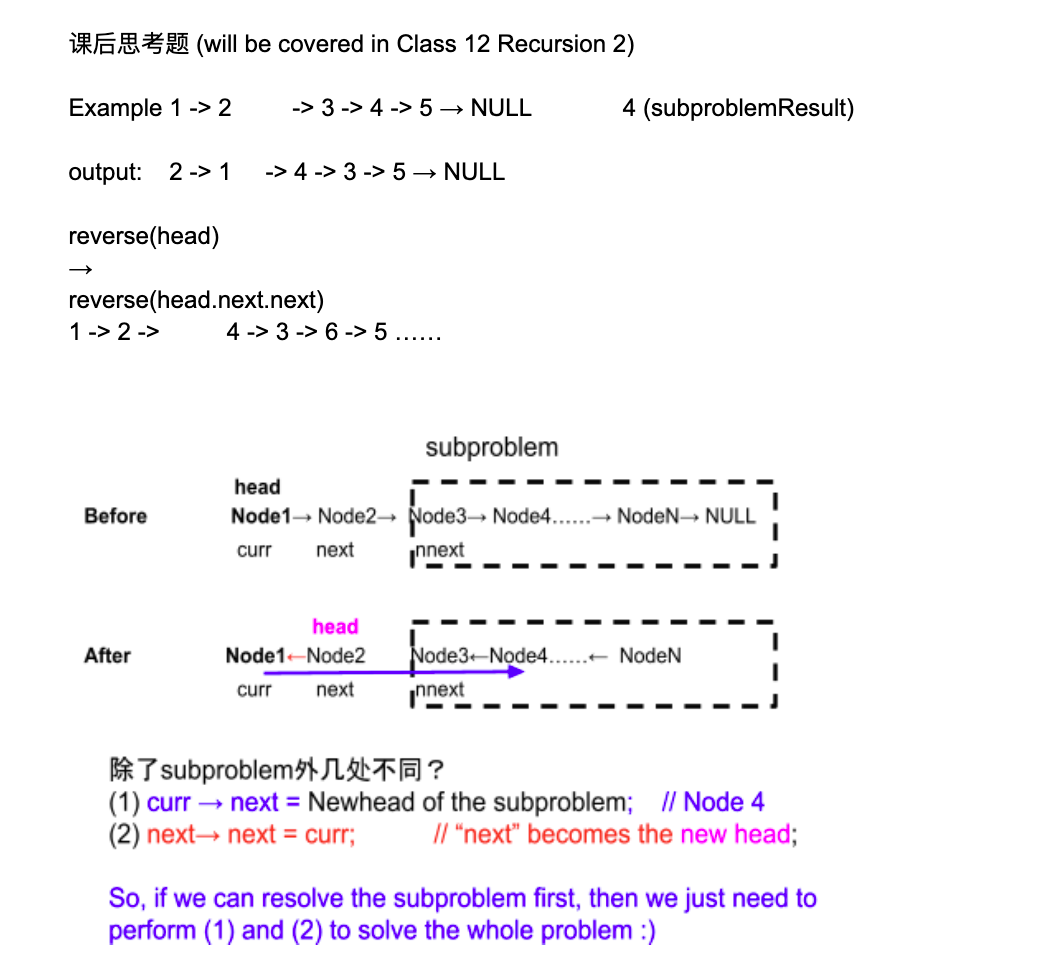 课后思考题 (will be covered in Class 12 Recursion 2)
Example 1 -> 2 -> 3 -> 4 -> 5 → NULL 4 (subproblemResult)
output: 2 -> 1 -> 4 -> 3 -> 5 → NULL
reverse(head)
→
reverse(head.next.next)
1 -> 2 -> 4 -> 3 -> 6 -> 5 ……
subproblem
head
Before Node1→ Node2→ Node3→ Node4......→ NodeN→ NULL
curr next nnext
head
After Node1←Node2 Node3←Node4......← NodeN
curr next nnext
除了subproblem外几处不同？
(1) curr → next = Newhead of the subproblem; // Node 4
(2) next→ next = curr; // “next” becomes the new head;
So, if we can resolve the subproblem first, then we just need to
perform (1) and (2) to solve the whole problem :)